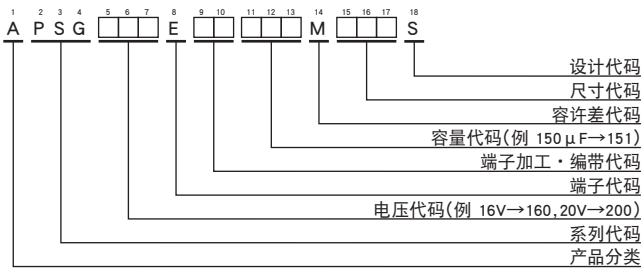 1 2 3 4 5 6 7 8 9 10 11 12 13 14 15 16 17 18
A P S G □□□ E □□ □□□ M □□□ S
设计代码
尺寸代码
容许差代码
容量代码(例 150μF→151)
端子加工・编带代码
端子代码
电压代码(例 16V→160,20V→200)
系列代码
产品分类